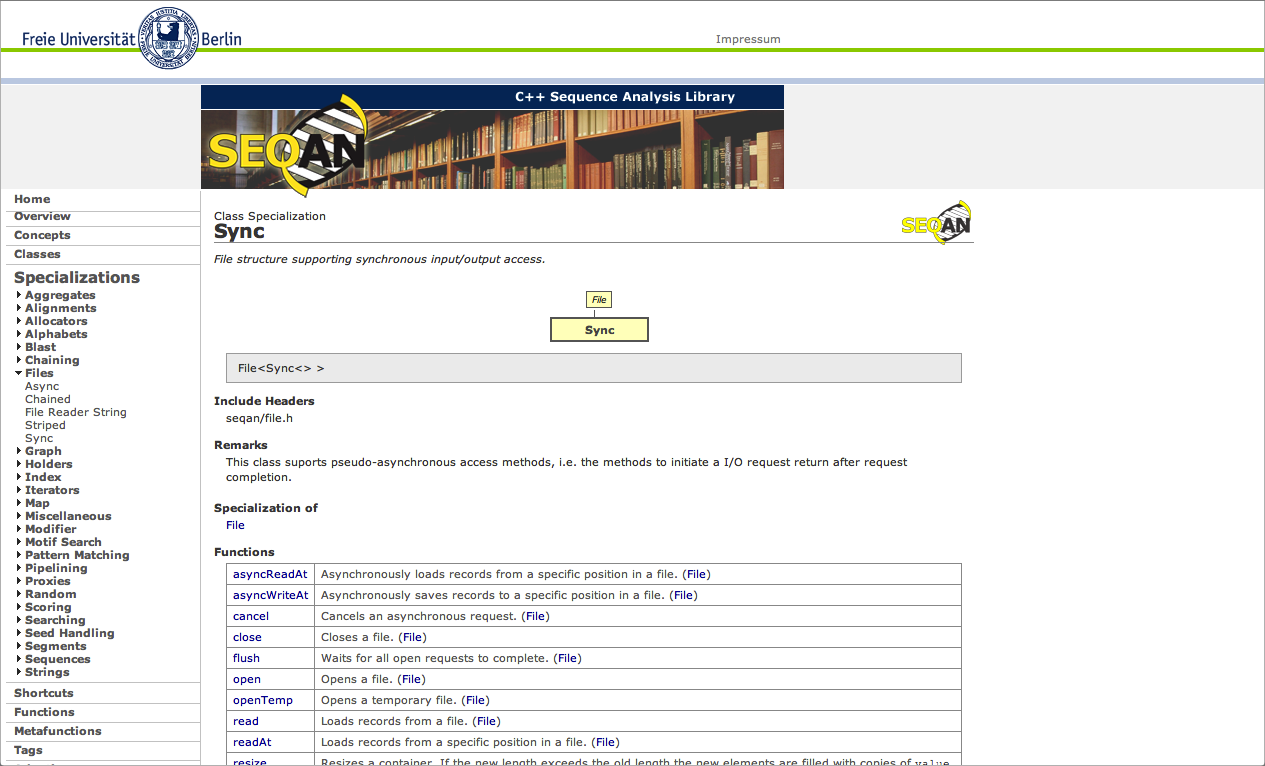 Freie Universität Berlin
Impressum
C++ Sequence Analysis Library
SEQAN
Home
Overview
Concepts
Classes
Specializations
Aggregates
Alignments
Allocators
Alphabets
Blast
Chaining
Files
Async
Chained
File Reader String
Striped
Sync
Graph
Holders
Index
Iterators
Map
Miscellaneous
Modifier
Motif Search
Pattern Matching
Pipelining
Proxies
Random
Scoring
Searching
Seed Handling
Segments
Sequences
Strings
Shortcuts
Functions
Metafunctions
Tags
Class Specialization
Sync
SEQAN
File structure supporting synchronous input/output access.
File
Sync
File<Sync<> >
Include Headers
seqan/file.h
Remarks
This class suports pseudo-asynchronous access methods, i.e. the methods to initiate a I/O request return after request
completion.
Specialization of
File
Functions
asyncReadAt Asynchronously loads records from a specific position in a file. (File)
asyncWriteAt Asynchronously saves records to a specific position in a file. (File)
cancel Cancels an asynchronous request. (File)
close Closes a file. (File)
flush Waits for all open requests to complete. (File)
open Opens a file. (File)
openTemp Opens a temporary file. (File)
read Loads records from a file. (File)
readAt Loads records from a specific position in a file. (File)
resize Resizes a container. If the new length exceeds the old length the new elements are filled with copies of value.